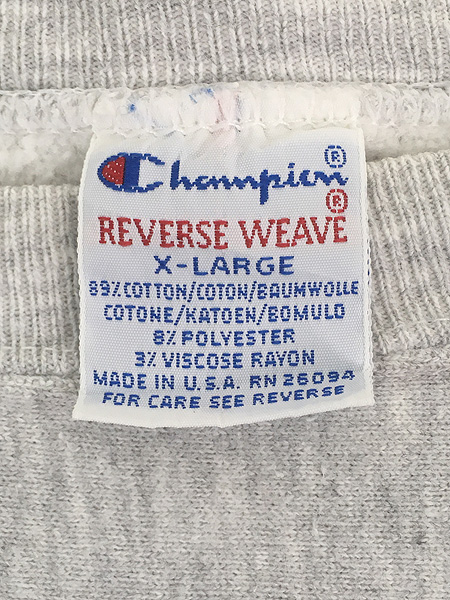 Champion®
REVERSE WEAVE®
X-LARGE
89%COTTON/COTON/BAUMWOLLE
COTONE/KATOEN/BOMULD
8% POLYESTER
3% VISCOSE RAYON
MADE IN U.S.A. RN 26094
FOR CARE SEE REVERSE